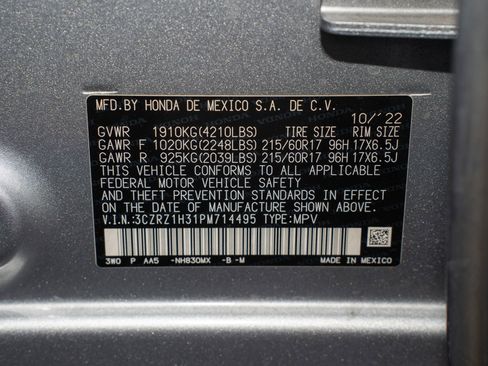 MFD.BY HONDA DE MEXICO S.A. DE C.V.
10/'22
GVWR 1910KG(4210LBS) TIRE SIZE RIM SIZE
GAWR F 1020KG(2248LBS) 215/60R17 96H 17X6.5J
GAWR R 925KG(2039LBS) 215/60R17 96H 17X6.5J
THIS VEHICLE CONFORMS TO ALL APPLICABLE
FEDERAL MOTOR VEHICLE SAFETY
AND THEFT PREVENTION STANDARDS IN EFFECT
ON THE DATE OF MANUFACTURE SHOWN ABOVE.
V.I.N:3CZRZ1H31PM714495 TYPE:MPV
3W0 P AA5 -NH830MX -B -M MADE IN MEXICO